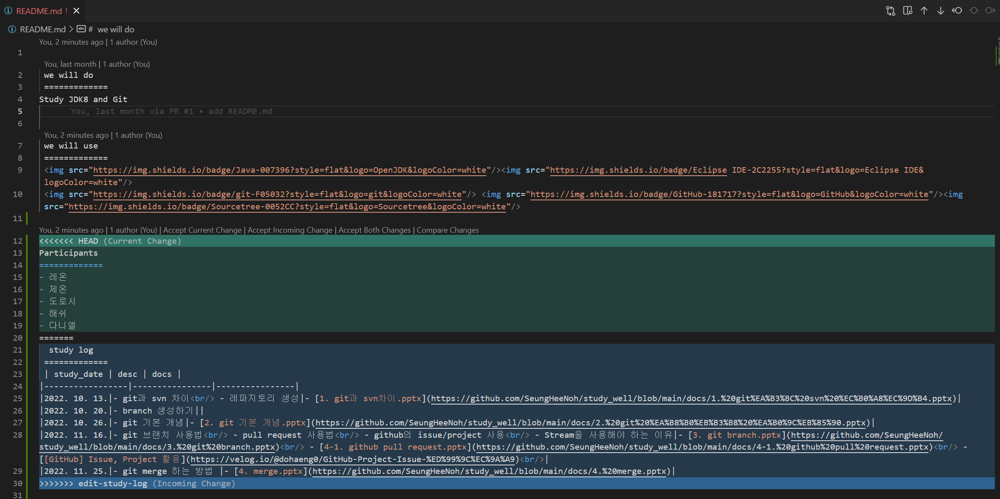 README.md !
README.md > # we will do
You, 2 minutes ago | 1 author (You)
1
You, last month | 1 author (You)
2 we will do
3 =============
4 Study JDK8 and Git
5 You, last month via PR #1 • add README.md
6
You, 2 minutes ago | 1 author (You)
7 we will use
8 =============
9 <img src="https://img.shields.io/badge/Java-007396?style=flat&logo=OpenJDK&logoColor=white"/><img src="https://img.shields.io/badge/Eclipse IDE-2C2255?style=flat&logo=Eclipse IDE&
logoColor=white"/>
10 <img src="https://img.shields.io/badge/git-F05032?style=flat&logo=git&logoColor=white"/> <img src="https://img.shields.io/badge/GitHub-181717?style=flat&logo=GitHub&logoColor=white"/><img
src="https://img.shields.io/badge/Sourcetree-0052CC?style=flat&logo=Sourcetree&logoColor=white"/>
11
You, 2 minutes ago | 1 author (You) | Accept Current Change | Accept Incoming Change | Accept Both Changes | Compare Changes
12 <<<<<<< HEAD (Current Change)
13 Participants
14 =============
15 - 레온
16 - 제온
17 - 도로시
18 - 해쉬
19 - 다니엘
20 =======
21 study log
22 =============
23 | study_date | desc | docs |
24 |-----------------|----------------|----------------|
25 |2022. 10. 13.|- git과 svn 차이<br/> - 레파지토리 생성|- [1. git과 svn차이.pptx](https://github.com/SeungHeeNoh/study_well/blob/main/docs/1.%20git%EA%B3%BC%20svn%20%EC%B0%A8%EC%9D%B4.pptx)|
26 |2022. 10. 20.|- branch 생성하기||
27 |2022. 10. 26.|- git 기본 개념|- [2. git 기본 개념.pptx](https://github.com/SeungHeeNoh/study_well/blob/main/docs/2.%20git%20%EA%B8%B0%EB%B3%B8%20%EA%B0%9C%EB%85%90.pptx)|
28 |2022. 11. 16.|- git 브랜치 사용법<br/> - pull request 사용법<br/> - github의 issue/project 사용<br/> - Stream을 사용해야 하는 이유|- [3. git branch.pptx](https://github.com/SeungHeeNoh/
study_well/blob/main/docs/3.%20git%20branch.pptx)<br/> - [4-1. github pull request.pptx](https://github.com/SeungHeeNoh/study_well/blob/main/docs/4-1.%20github%20pull%20request.pptx)<br/> -
[[GitHub] Issue, Project 활용](https://velog.io/@dohaeng0/GitHub-Project-Issue-%ED%99%9C%EC%9A%A9)<br/>|
29 |2022. 11. 25.|- git merge 하는 방법 |- [4. merge.pptx](https://github.com/SeungHeeNoh/study_well/blob/main/docs/4.%20merge.pptx)|
30 >>>>>>> edit-study-log (Incoming Change)
31